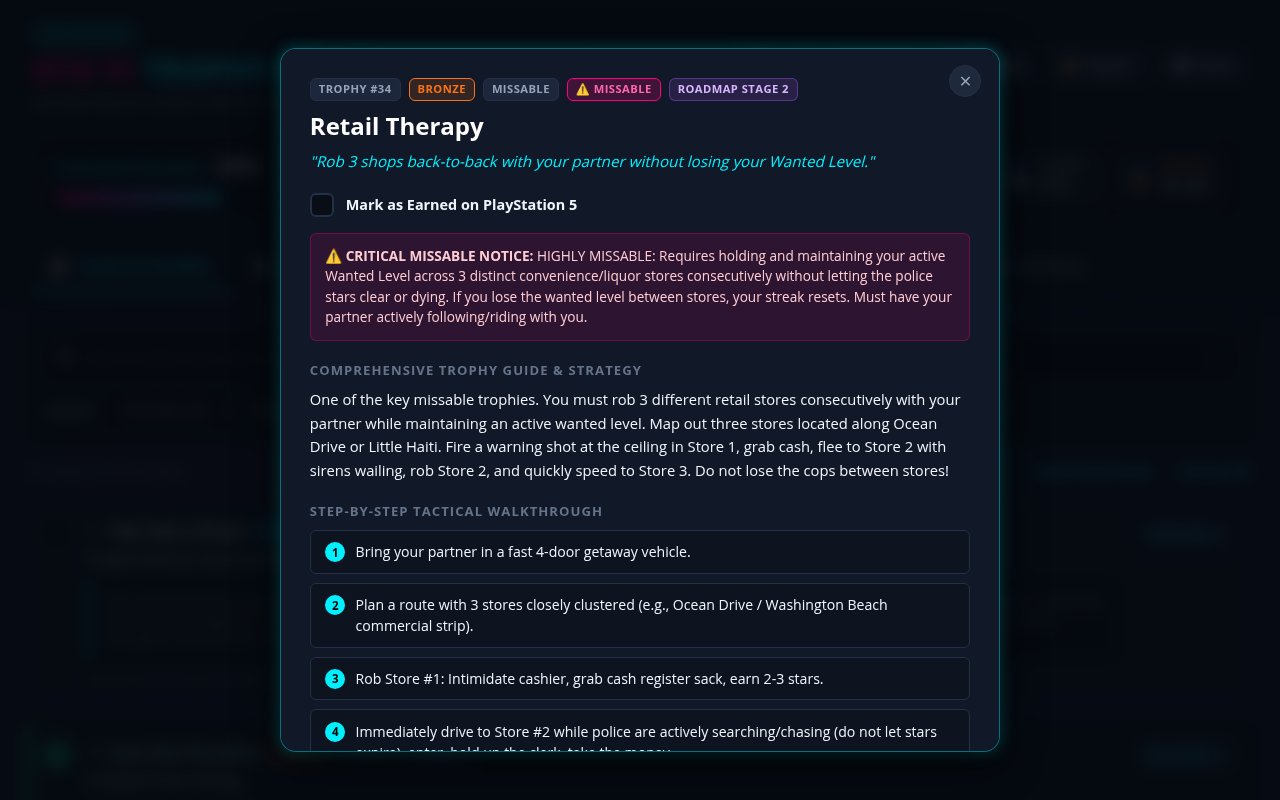 TROPHY #34 BRONZE MISSABLE ⚠️ MISSABLE ROADMAP STAGE 2
✕
Retail Therapy
"Rob 3 shops back-to-back with your partner without losing your Wanted Level."
Mark as Earned on PlayStation 5
⚠️ CRITICAL MISSABLE NOTICE: HIGHLY MISSABLE: Requires holding and maintaining your active
Wanted Level across 3 distinct convenience/liquor stores consecutively without letting the police
stars clear or dying. If you lose the wanted level between stores, your streak resets. Must have your
partner actively following/riding with you.
COMPREHENSIVE TROPHY GUIDE & STRATEGY
One of the key missable trophies. You must rob 3 different retail stores consecutively with your
partner while maintaining an active wanted level. Map out three stores located along Ocean
Drive or Little Haiti. Fire a warning shot at the ceiling in Store 1, grab cash, flee to Store 2 with
sirens wailing, rob Store 2, and quickly speed to Store 3. Do not lose the cops between stores!
STEP-BY-STEP TACTICAL WALKTHROUGH
1 Bring your partner in a fast 4-door getaway vehicle.
2 Plan a route with 3 stores closely clustered (e.g., Ocean Drive / Washington Beach
commercial strip).
3 Rob Store #1: Intimidate cashier, grab cash register sack, earn 2-3 stars.
4 Immediately drive to Store #2 while police are actively searching/chasing (do not let stars